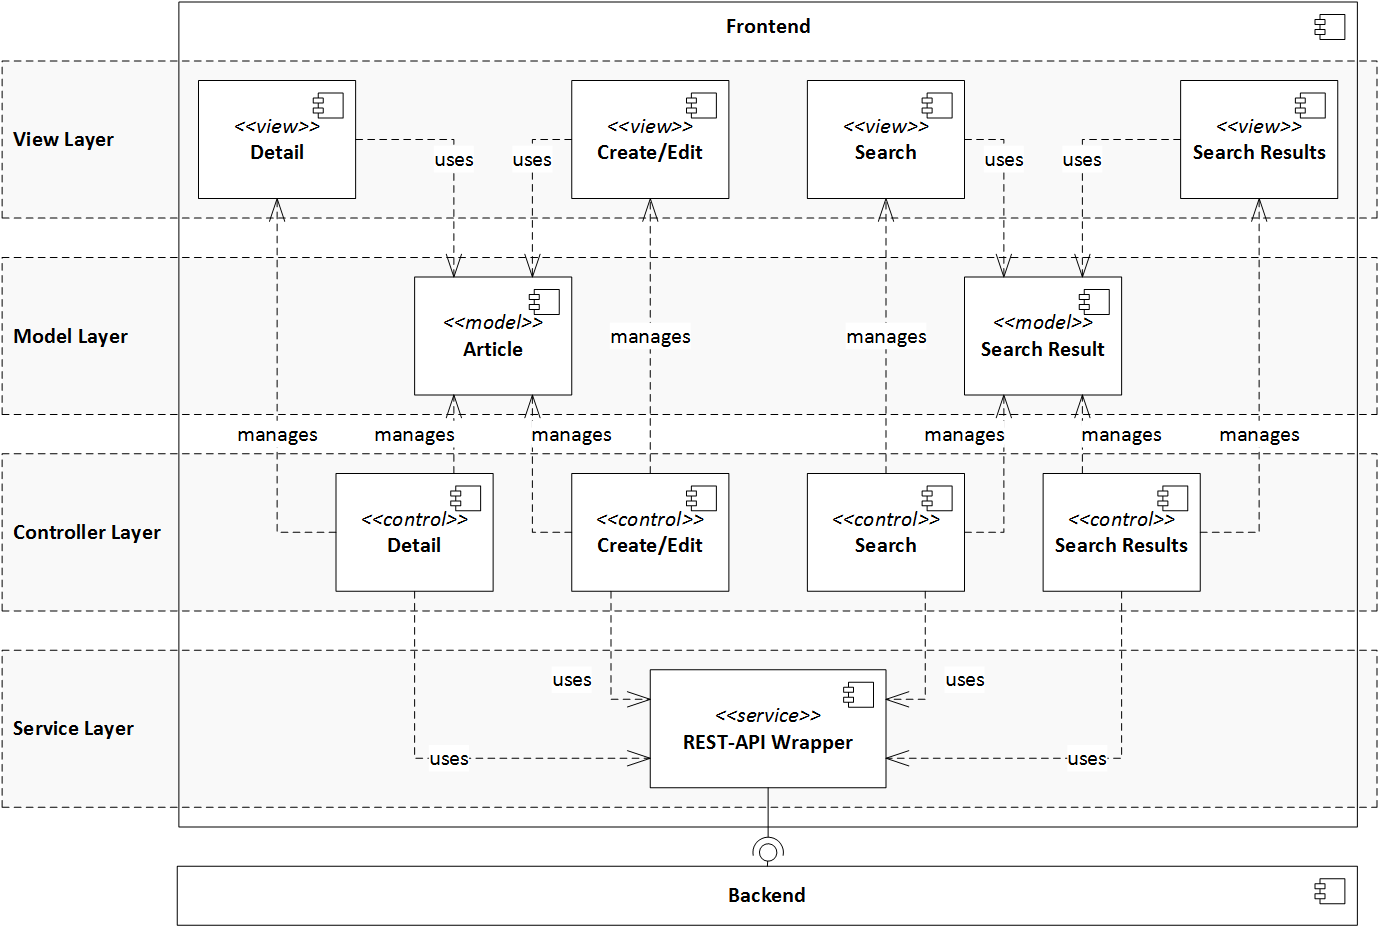 Frontend
View Layer
<<view>>
Detail
uses
uses
<<view>>
Create/Edit
<<view>>
Search
uses
uses
<<view>>
Search Results
Model Layer
<<model>>
Article
manages
manages
<<model>>
Search Result
manages
manages
manages
manages
manages
manages
Controller Layer
<<control>>
Detail
<<control>>
Create/Edit
<<control>>
Search
<<control>>
Search Results
uses
uses
Service Layer
<<service>>
REST-API Wrapper
uses
uses
Backend